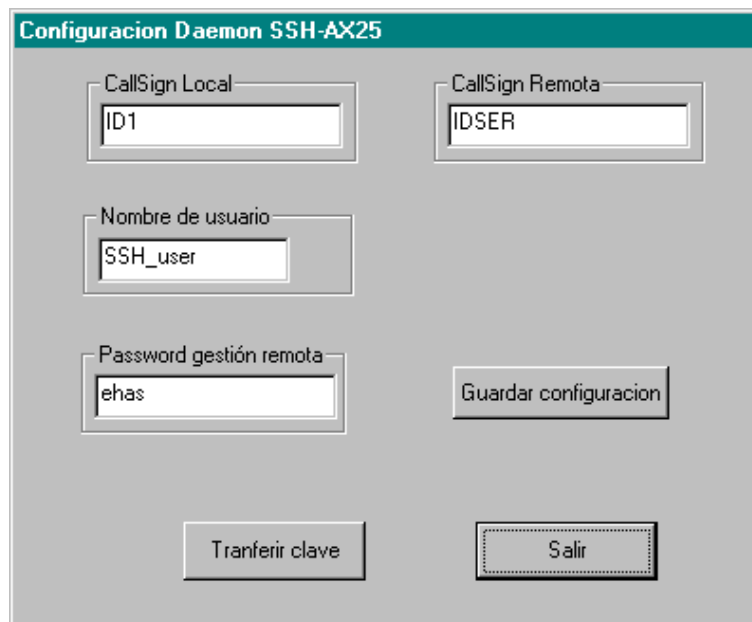 Configuracion Daemon SSH-AX25
CallSign Local
CallSign Remota
ID1
IDSER
Nombre de usuario
SSH_user
Password gestión remota
ehas
Guardar configuracion
Tranferir clave
Salir